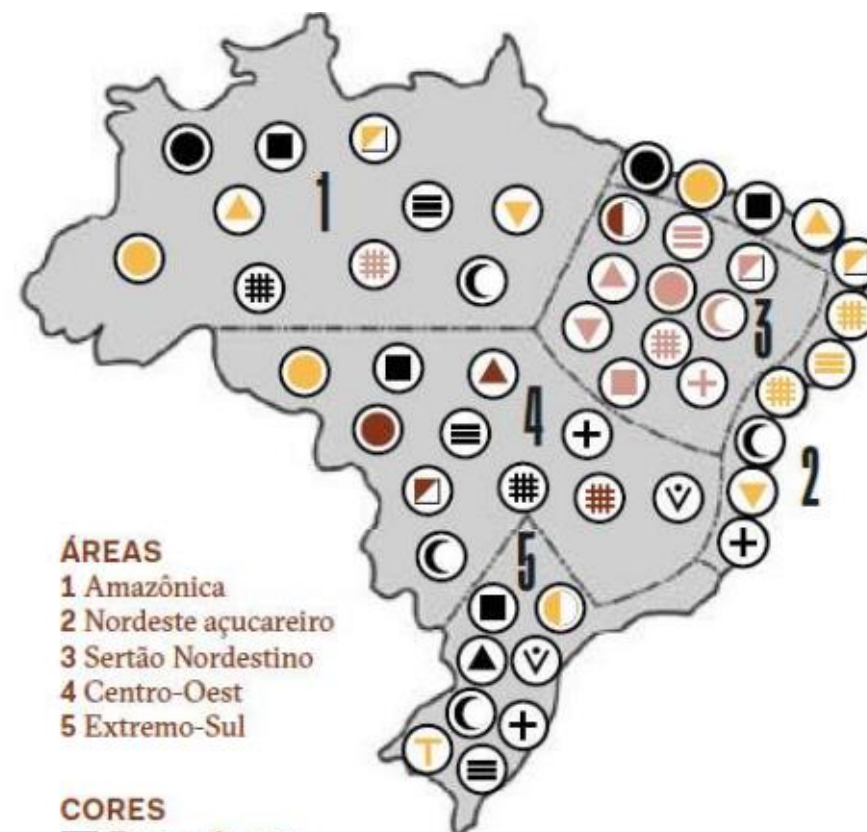 1
3
4
2
5
ÁREAS
1 Amazônica
2 Nordeste açucareiro
3 Sertão Nordestino
4 Centro-Oest
5 Extremo-Sul
CORES